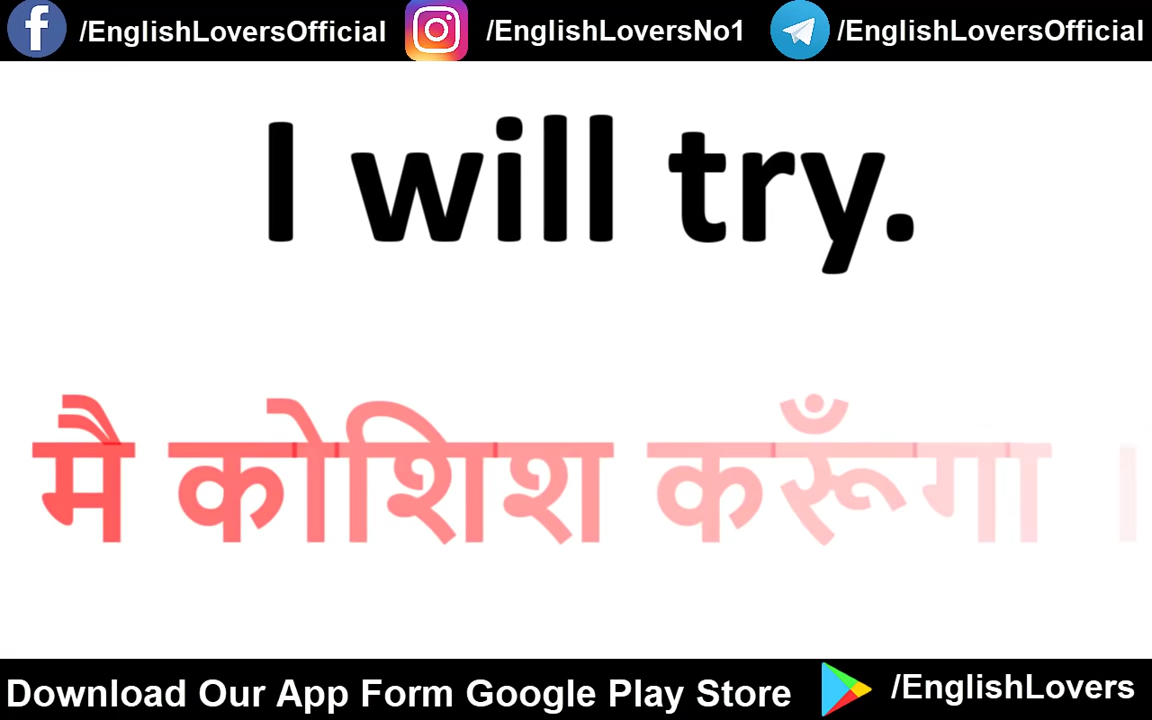 /EnglishLoversOfficial /EnglishLoversNo1 /EnglishLoversOfficial
I will try.
मै कोशिश करूँगा ।
Download Our App Form Google Play Store /EnglishLovers